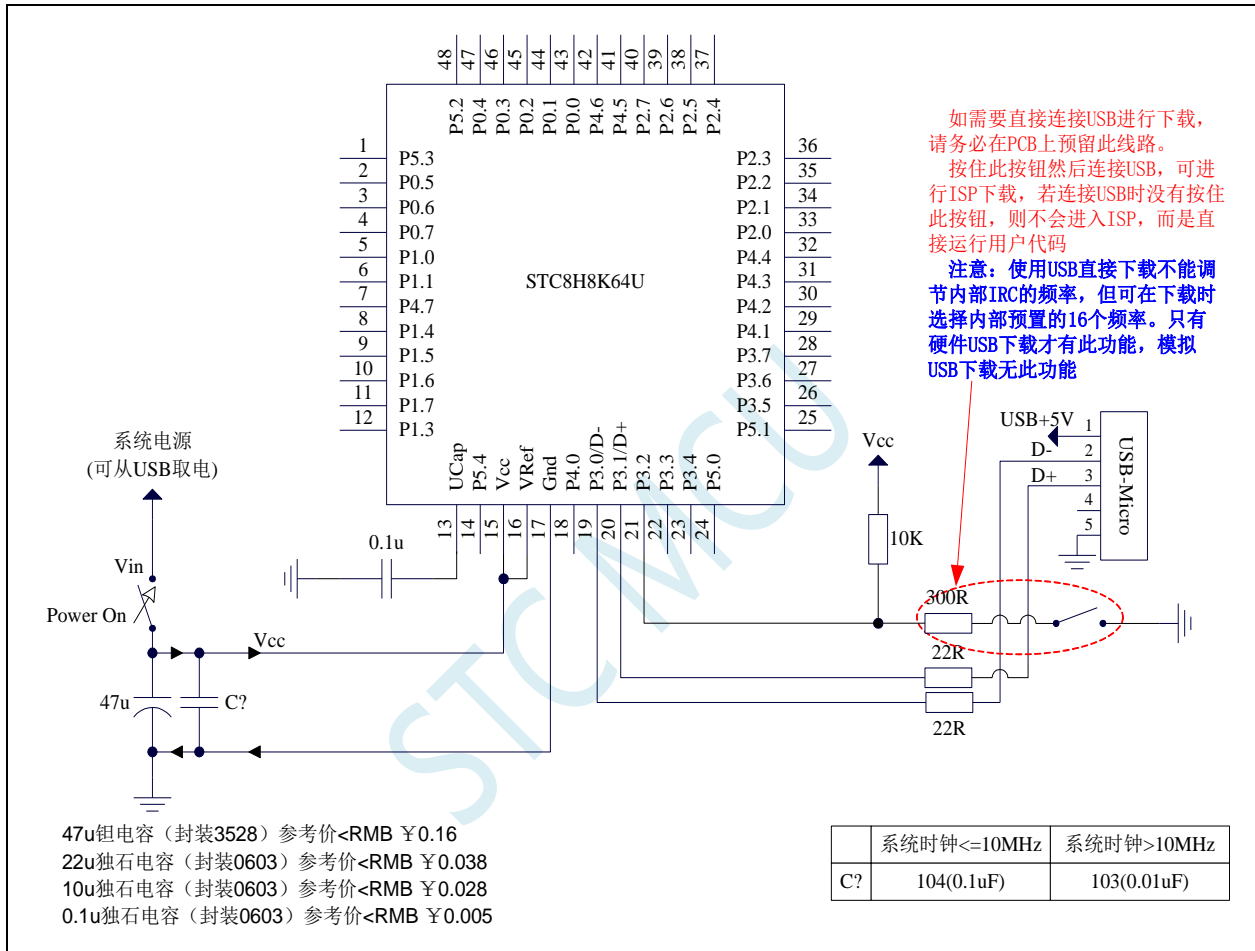 48
47
46
45
44
43
42
41
40
39
38
37
P5.2
P0.4
P0.3
P0.2
P0.1
P0.0
P4.6
P4.5
P2.7
P2.6
P2.5
P2.4
1 P5.3
2 P0.5
3 P0.6
4 P0.7
5 P1.0
6 P1.1
7 P4.7
8 P1.4
9 P1.5
10 P1.6
11 P1.7
12 P1.3
STC8H8K64U
P2.3 36
P2.2 35
P2.1 34
P2.0 33
P4.4 32
P4.3 31
P4.2 30
P4.1 29
P3.7 28
P3.6 27
P3.5 26
P5.1 25
UCap
P5.4
Vcc
VRef
Gnd
P4.0
P3.0/D-
P3.1/D+
P3.2
P3.3
P3.4
P5.0
13
14
15
16
17
18
19
20
21
22
23
24
如需要直接连接USB进行下载，
请务必在PCB上预留此线路。
按住此按钮然后连接USB，可进
行ISP下载，若连接USB时没有按住
此按钮，则不会进入ISP，而是直
接运行用户代码
注意：使用USB直接下载不能调
节内部IRC的频率，但可在下载时
选择内部预置的16个频率。只有
硬件USB下载才有此功能，模拟
USB下载无此功能
系统电源
(可从USB取电)
Vin
Power On
Vcc
47u
C?
0.1u
Vcc
10K
300R
22R
22R
USB+5V
D-
D+
1
2
3
4
5
USB-Micro
STC MCU
47u钽电容（封装3528）参考价<RMB ￥0.16
22u独石电容（封装0603）参考价<RMB ￥0.038
10u独石电容（封装0603）参考价<RMB ￥0.028
0.1u独石电容（封装0603）参考价<RMB ￥0.005
系统时钟<=10MHz 系统时钟>10MHz
C? 104(0.1uF) 103(0.01uF)